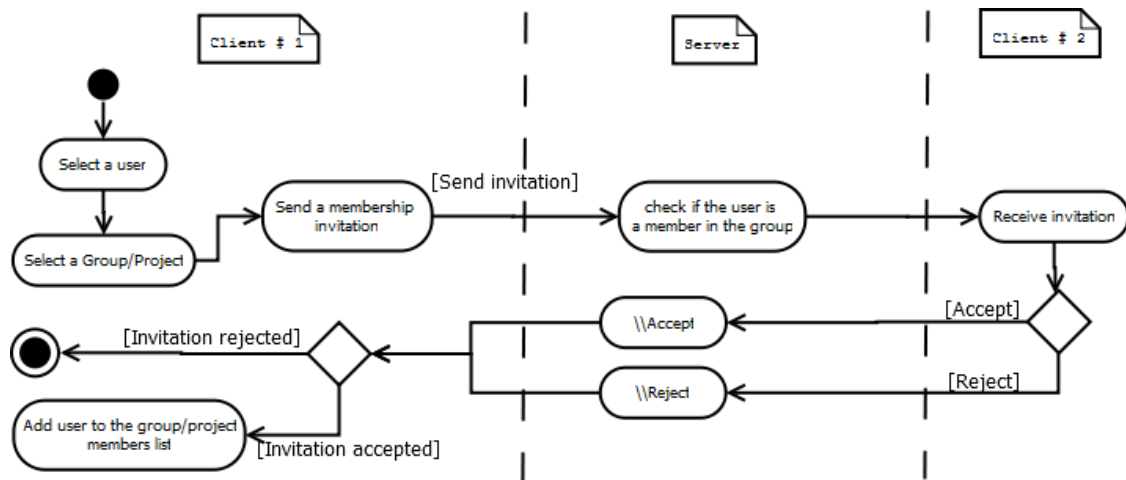 Client # 1
Server
Client # 2
Select a user
[Send invitation]
Send a membership
invitation
check if the user is
a member in the group
Receive invitation
Select a Group/Project
[Accept]
\\Accept
[Invitation rejected]
[Reject]
\\Reject
Add user to the group/project
members list
[Invitation accepted]